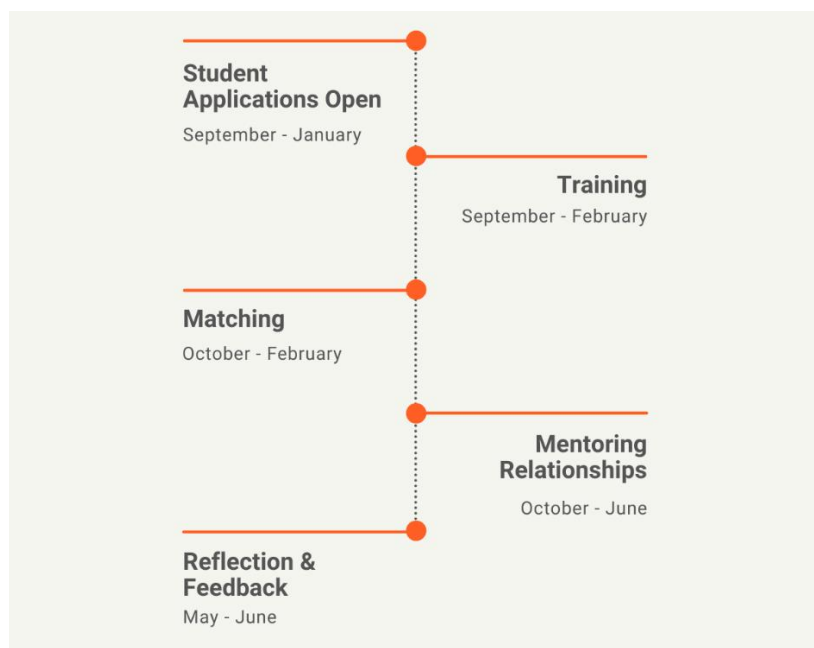 Student
Applications Open
September - January
Training
September - February
Matching
October - February
Mentoring
Relationships
October - June
Reflection &
Feedback
May - June